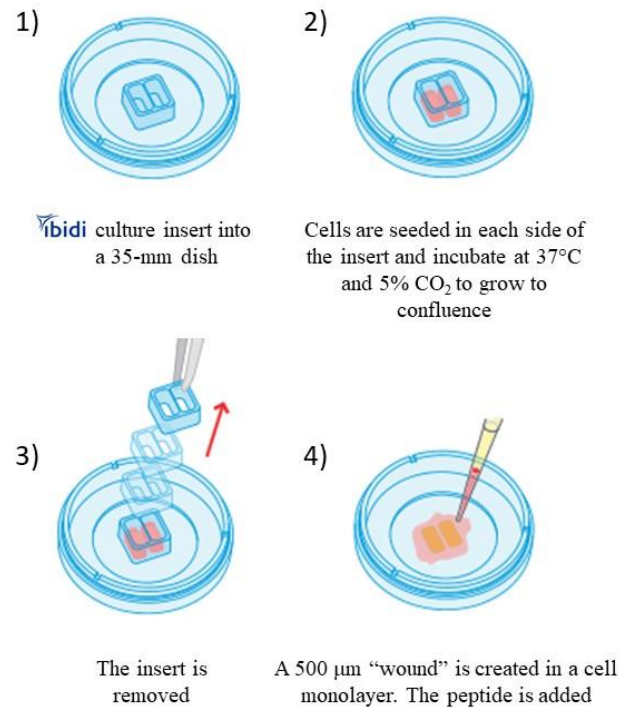 1)
2)
ibidi culture insert into
a 35-mm dish
Cells are seeded in each side of
the insert and incubate at 37°C
and 5% CO₂ to grow to
confluence
3)
4)
The insert is
removed
A 500 μm “wound” is created in a cell
monolayer. The peptide is added